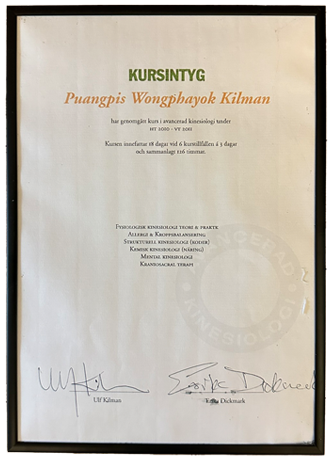 KURSINTYG
Puangpis Wongphayok Kilman
har genomgått kurs i avancerad kinesiologi under
HT 2020 - VT 2021
Kursen innefattar 18 dagar vid 6 kurstillfällen á 3 dagar
och sammanlagt 126 timmar.
FYSIOLOGISK KINESIOLOGI TEORI & PRAKTIK
ALLERGI & KROPPSBALANSERING
STRUKTURELL KINESIOLOGI (KODER)
KEMISK KINESIOLOGI (NÄRING)
MENTAL KINESIOLOGI
KRANIOSACRAL TERAPI
KINESIOLOGI
Ulf Kilman
Dickmark